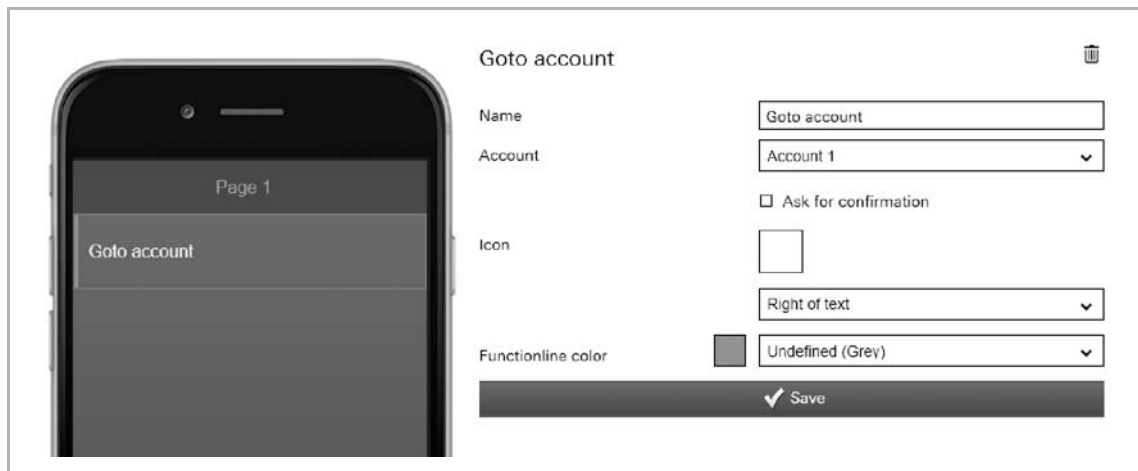 Goto account
Name
Goto account
Account
Account 1
Ask for confirmation
Icon
Right of text
Functionline color
Undefined (Grey)
Save
Page 1
Goto account